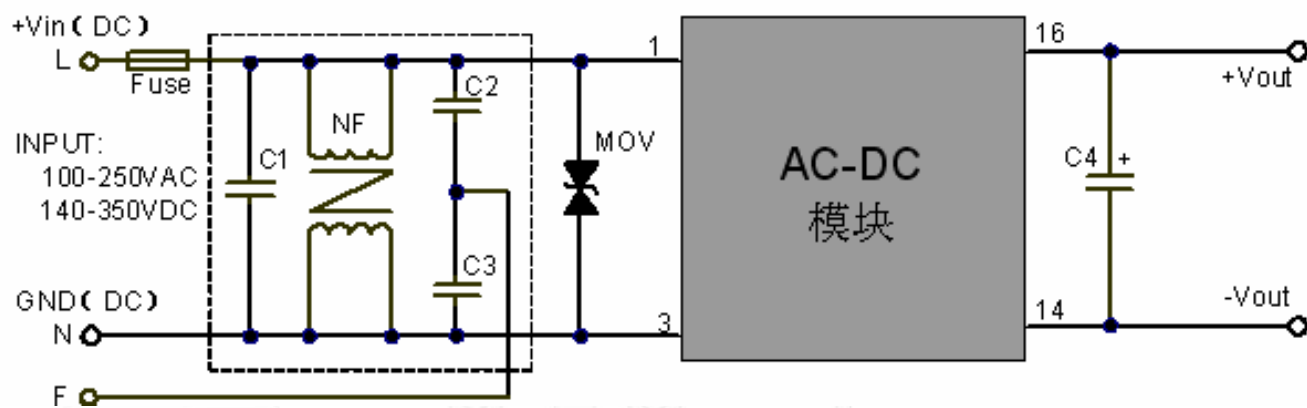 +Vin( DC)
L
Fuse
C1
NF
C2
C3
MOV
INPUT:
100-250VAC
140-350VDC
GND( DC)
N
F
1
3
AC-DC
模块
16
14
C4
+
+Vout
-Vout